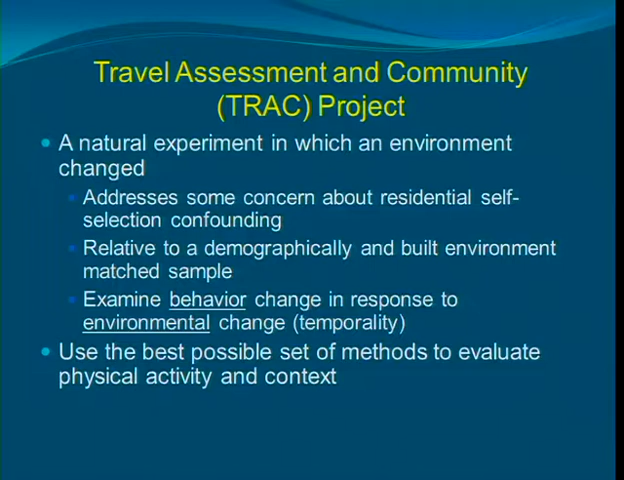 Travel Assessment and Community
(TRAC) Project
A natural experiment in which an environment
changed
Addresses some concern about residential self-
selection confounding
Relative to a demographically and built environment
matched sample
Examine behavior change in response to
environmental change (temporality)
Use the best possible set of methods to evaluate
physical activity and context